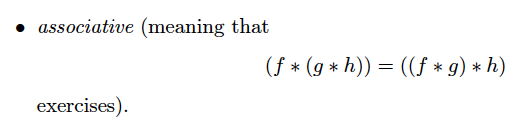 • associative (meaning that
(f ∗ (g ∗ h)) = ((f ∗ g) ∗ h)
exercises).